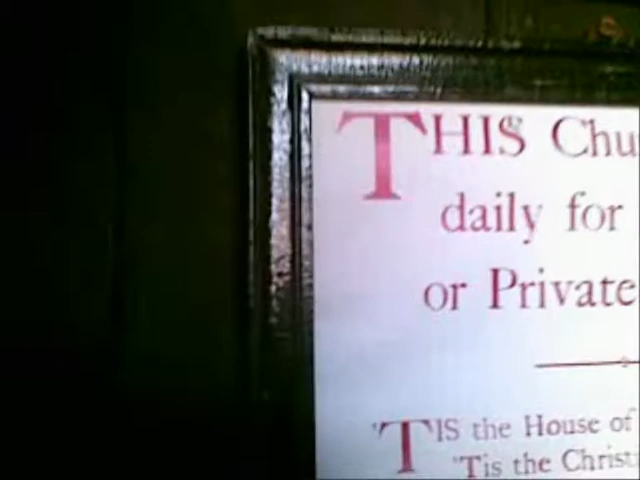 THIS Chu
daily for
or Private
'TIS the House of
'Tis the Christ